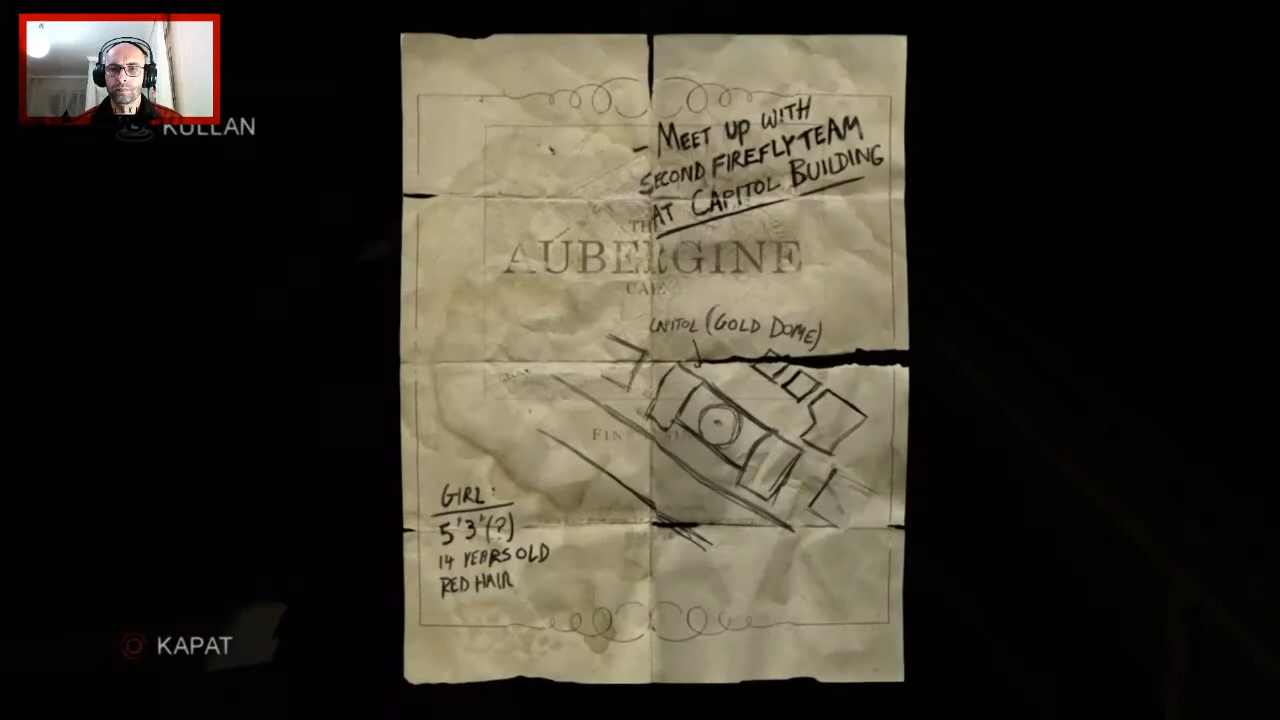 KULLAN
- MEET UP WITH
SECOND FIREFLY TEAM
AT CAPITOL BUILDING
THE
AUBERGINE
CAFE
CAPITOL (GOLD DOME)
GIRL:
5'3"(?)
14 YEARS OLD
RED HAIR
KAPAT